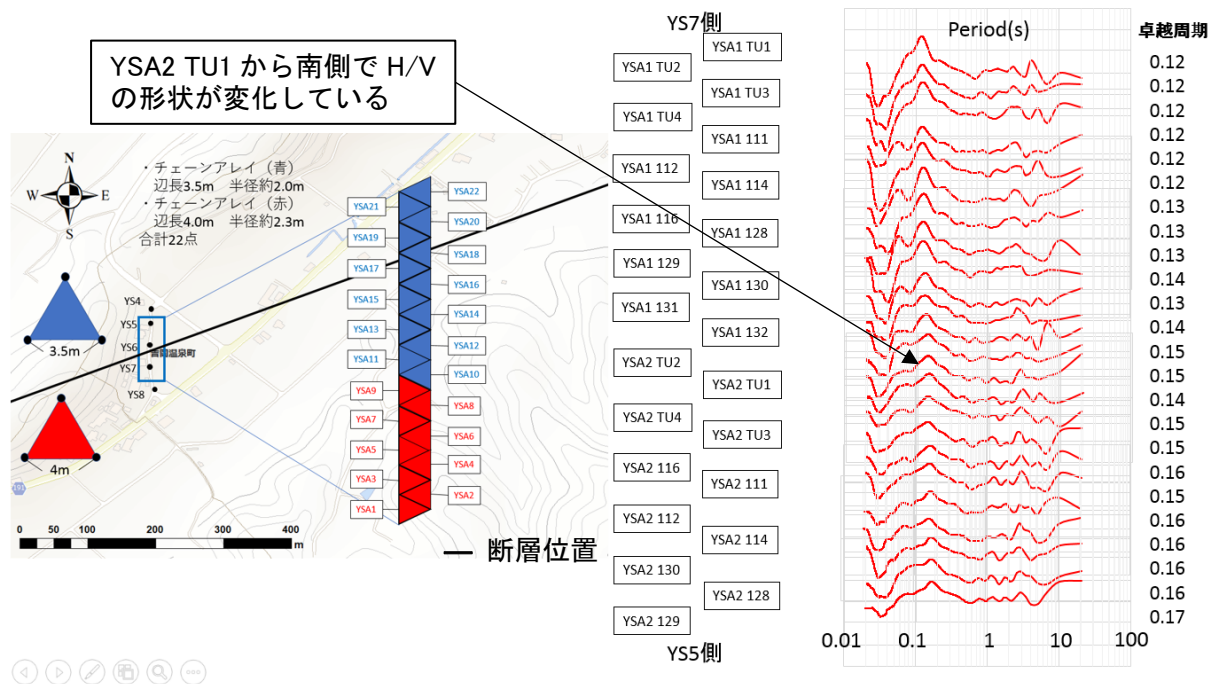 YSA2 TU1 から南側で H/V
の形状が変化している
N
W
E
S
・チェーンアレイ（青）
辺長3.5m　半径約2.0m
・チェーンアレイ（赤）
辺長4.0m　半径約2.3m
合計22点
3.5m
4m
YS4
YS5
YS6
YS7
YS8
0 50 100 200 300 400
m
YSA22
YSA21
YSA20
YSA19
YSA18
YSA17
YSA16
YSA15
YSA14
YSA13
YSA12
YSA11
YSA10
YSA9
YSA8
YSA7
YSA6
YSA5
YSA4
YSA3
YSA2
YSA1
断層位置
YS7側
YSA1 TU1
YSA1 TU2
YSA1 TU3
YSA1 TU4
YSA1 111
YSA1 112
YSA1 114
YSA1 116
YSA1 128
YSA1 129
YSA1 130
YSA1 131
YSA1 132
YSA2 TU2
YSA2 TU1
YSA2 TU4
YSA2 TU3
YSA2 116
YSA2 111
YSA2 112
YSA2 114
YSA2 130
YSA2 128
YSA2 129
YS5側
Period(s)
0.01 0.1 1 10 100
卓越周期
0.12
0.12
0.12
0.12
0.12
0.12
0.13
0.13
0.13
0.14
0.13
0.14
0.15
0.15
0.14
0.15
0.15
0.16
0.15
0.16
0.16
0.16
0.16
0.17